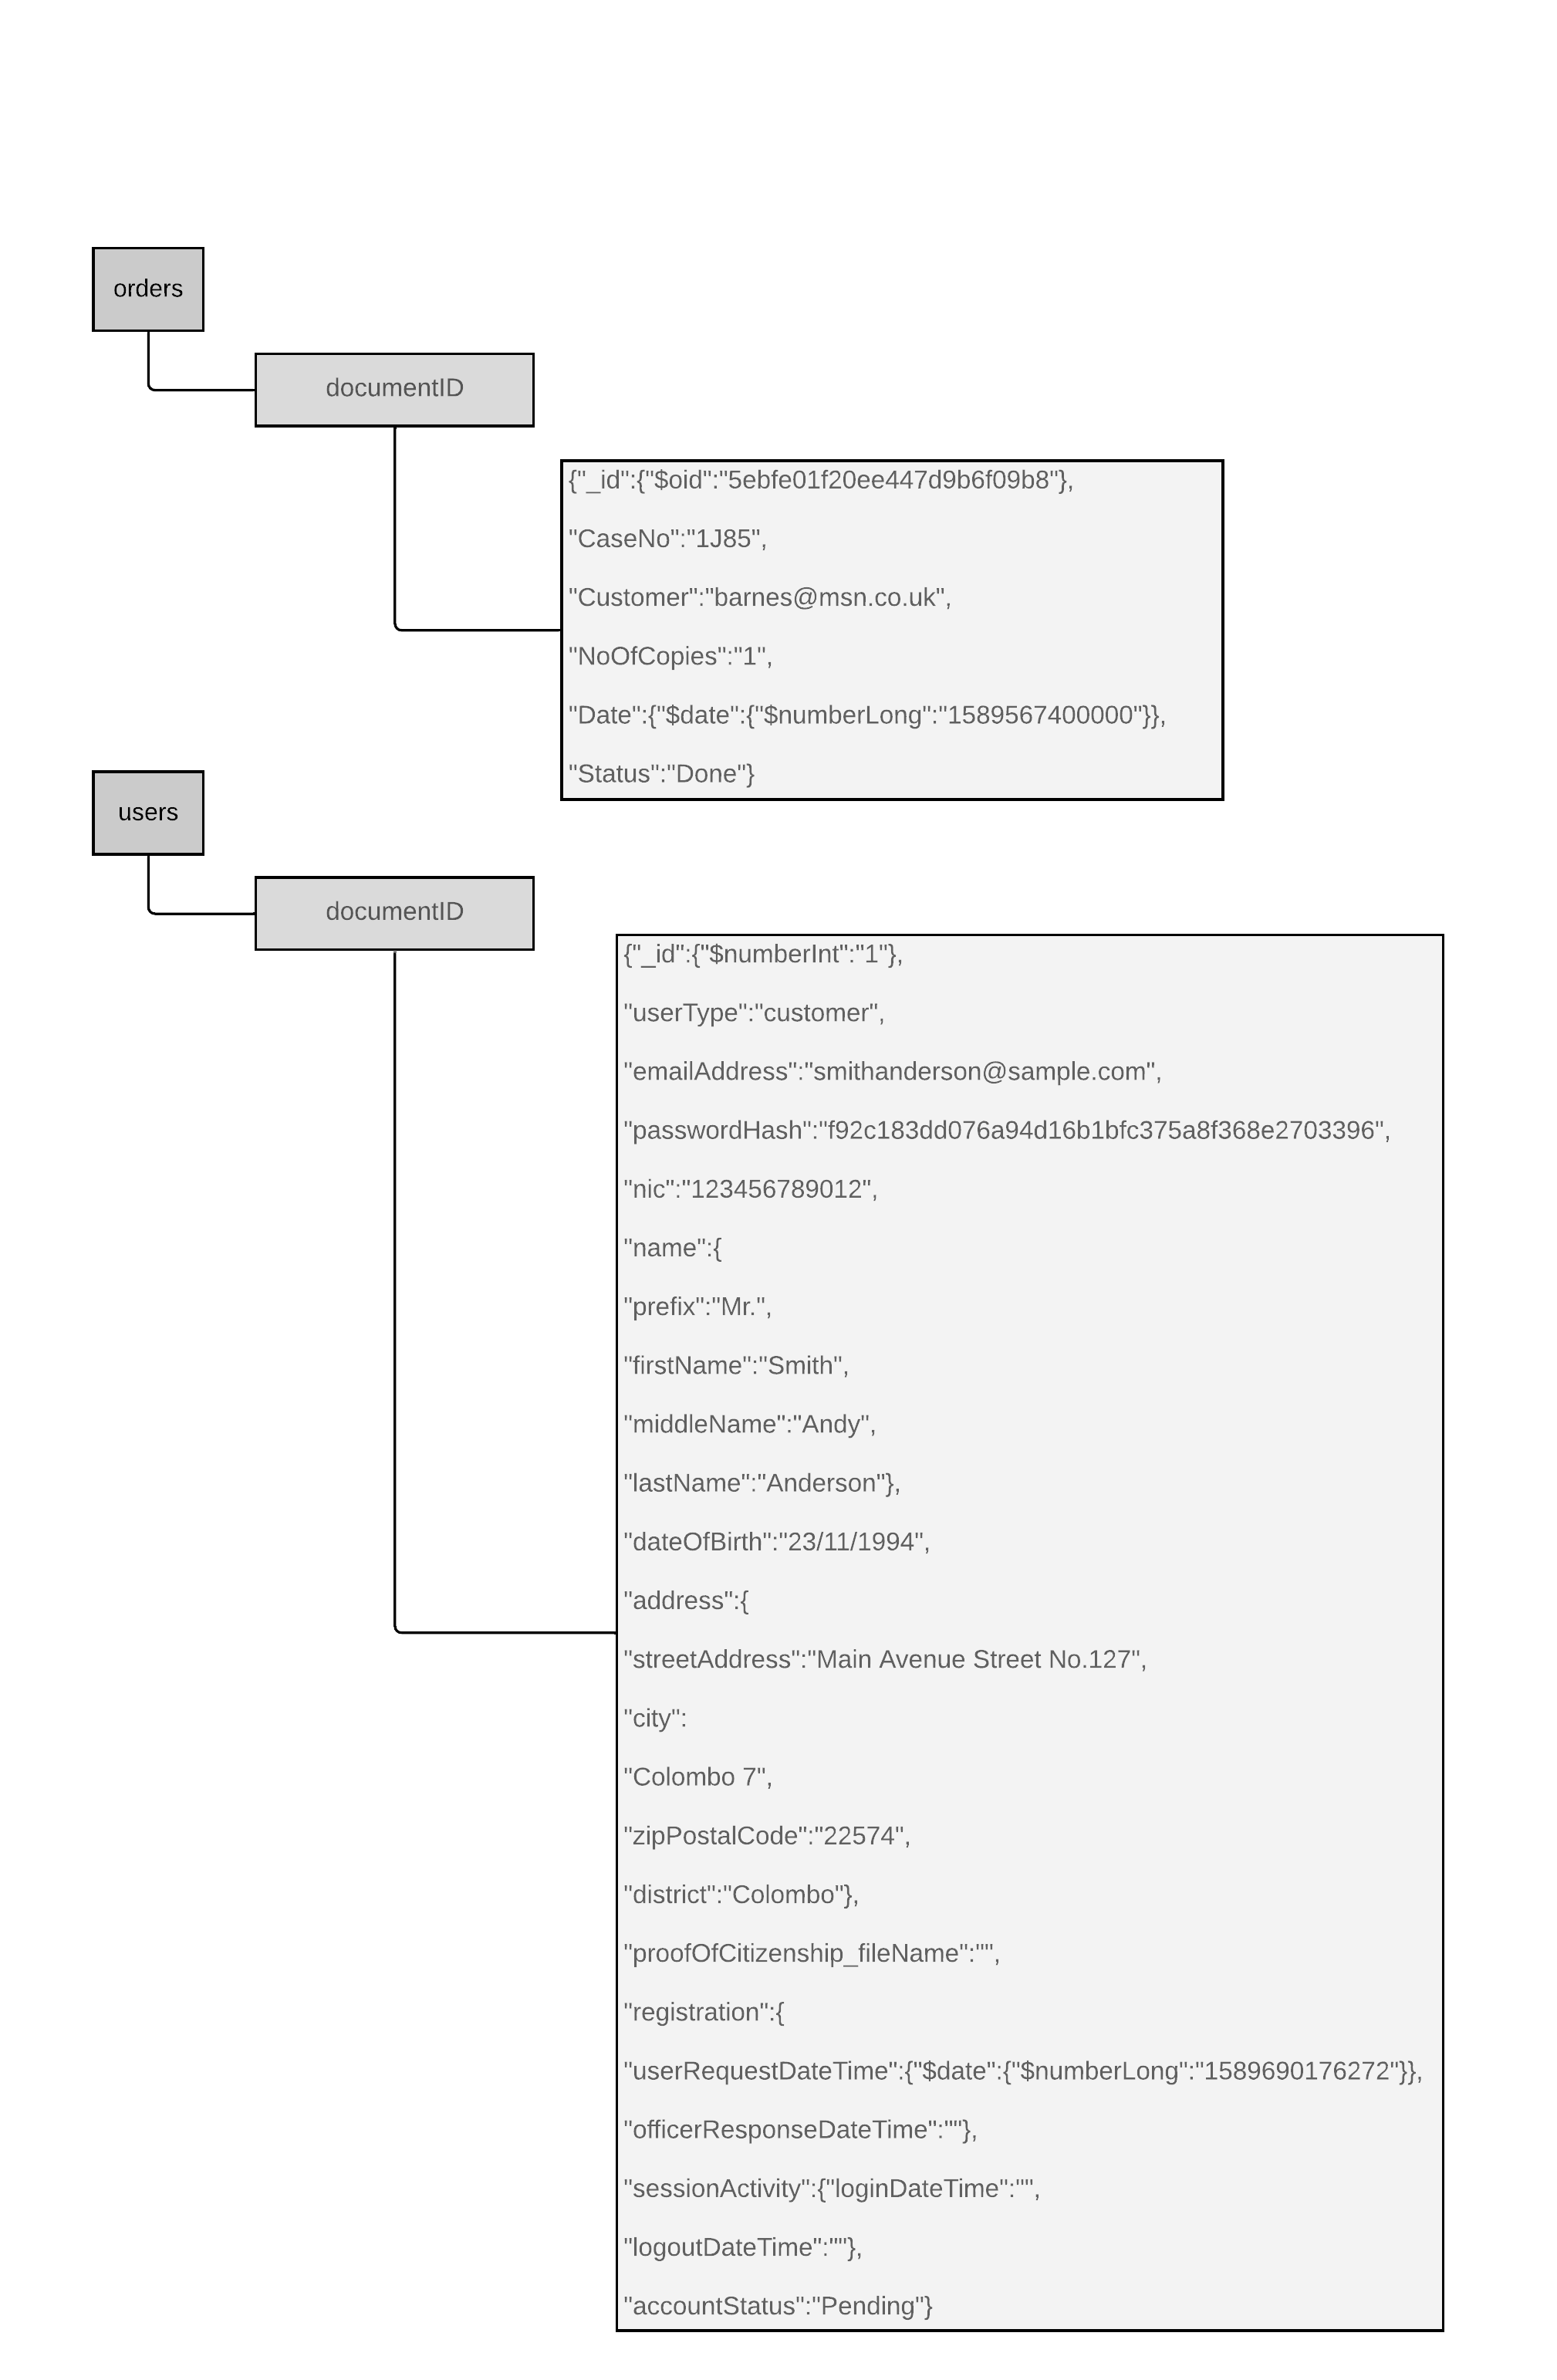 orders
documentID
{"_id":{"$oid":"5ebfe01f20ee447d9b6f09b8"},
"CaseNo":"1J85",
"Customer":"barnes@msn.co.uk",
"NoOfCopies":"1",
"Date":{"$date":{"$numberLong":"1589567400000"}},
"Status":"Done"}
users
documentID
{"_id":{"$numberInt":"1"},
"userType":"customer",
"emailAddress":"smithanderson@sample.com",
"passwordHash":"f92c183dd076a94d16b1bfc375a8f368e2703396",
"nic":"123456789012",
"name":{
"prefix":"Mr.",
"firstName":"Smith",
"middleName":"Andy",
"lastName":"Anderson"},
"dateOfBirth":"23/11/1994",
"address":{
"streetAddress":"Main Avenue Street No.127",
"city":
"Colombo 7",
"zipPostalCode":"22574",
"district":"Colombo"},
"proofOfCitizenship_fileName":"",
"registration":{
"userRequestDateTime":{"$date":{"$numberLong":"1589690176272"}},
"officerResponseDateTime":""},
"sessionActivity":{"loginDateTime":"",
"logoutDateTime":""},
"accountStatus":"Pending"}